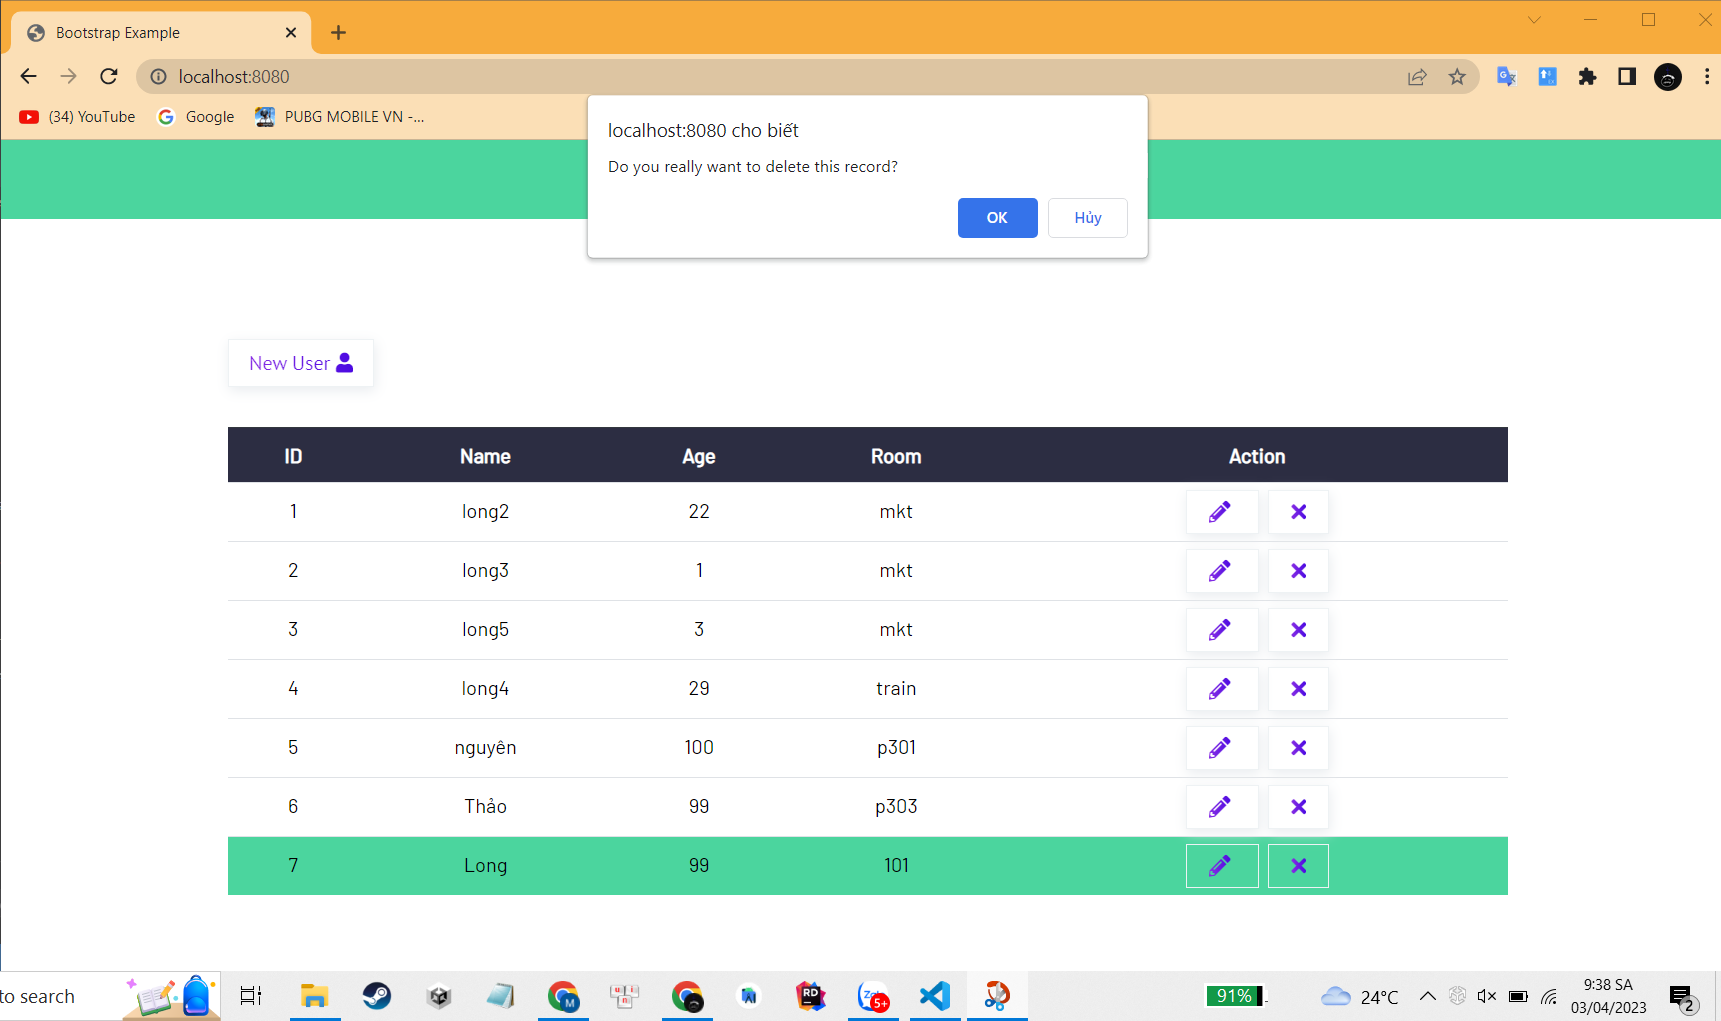 Bootstrap Example
localhost:8080
(34) YouTube Google PUBG MOBILE VN -...
localhost:8080 cho biết
Do you really want to delete this record?
OK Hủy
New User
ID Name Age Room Action
1 long2 22 mkt
2 long3 1 mkt
3 long5 3 mkt
4 long4 29 train
5 nguyên 100 p301
6 Thảo 99 p303
7 Long 99 101
to search
M
RD
5+
91%
24°C
9:38 SA
03/04/2023
2